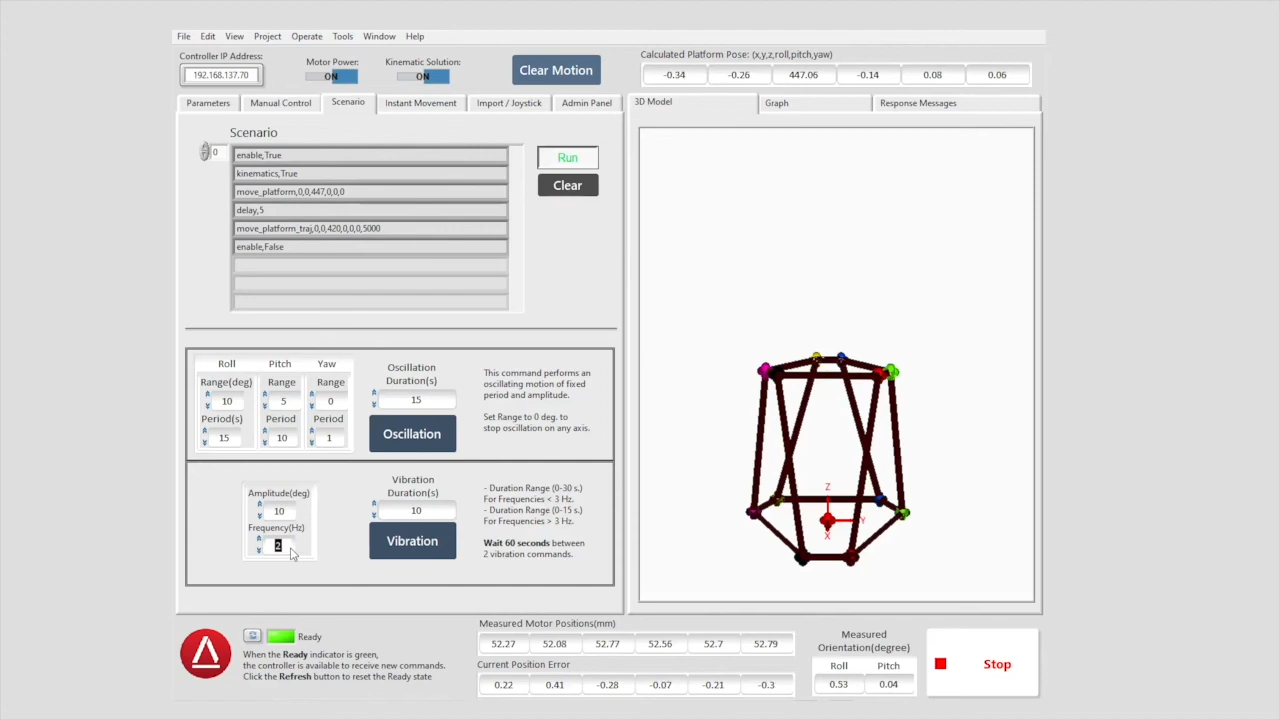 File Edit View Project Operate Tools Window Help
Controller IP Address:
192.168.137.70
Motor Power:
ON
Kinematic Solution:
ON
Clear Motion
Calculated Platform Pose: (x,y,z,roll,pitch,yaw)
-0.34 -0.26 447.06 -0.14 0.08 0.06
Parameters Manual Control Scenario Instant Movement Import / Joystick Admin Panel
3D Model Graph Response Messages
Scenario
0
enable,True
kinematics,True
move_platform,0,0,447,0,0,0
delay,5
move_platform_traj,0,0,420,0,0,0,5000
enable,False
Run
Clear
Roll Pitch Yaw
Range(deg) Range Range
10 5 0
Period(s) Period Period
15 10 1
Oscillation
Duration(s)
15
Oscillation
This command performs an
oscillating motion of fixed
period and amplitude.
Set Range to 0 deg. to
stop oscillation on any axis.
Amplitude(deg)
10
Frequency(Hz)
2
Vibration
Duration(s)
10
Vibration
- Duration Range (0-30 s.)
For Frequencies < 3 Hz.
- Duration Range (0-15 s.)
For Frequencies > 3 Hz.
Wait 60 seconds between
2 vibration commands.
Z
Y
X
Ready
When the Ready indicator is green,
the controller is available to receive new commands.
Click the Refresh button to reset the Ready state
Measured Motor Positions(mm)
52.27 52.08 52.77 52.56 52.7 52.79
Current Position Error
0.22 0.41 -0.28 -0.07 -0.21 -0.3
Measured
Orientation(degree)
Roll Pitch
0.53 0.04
Stop